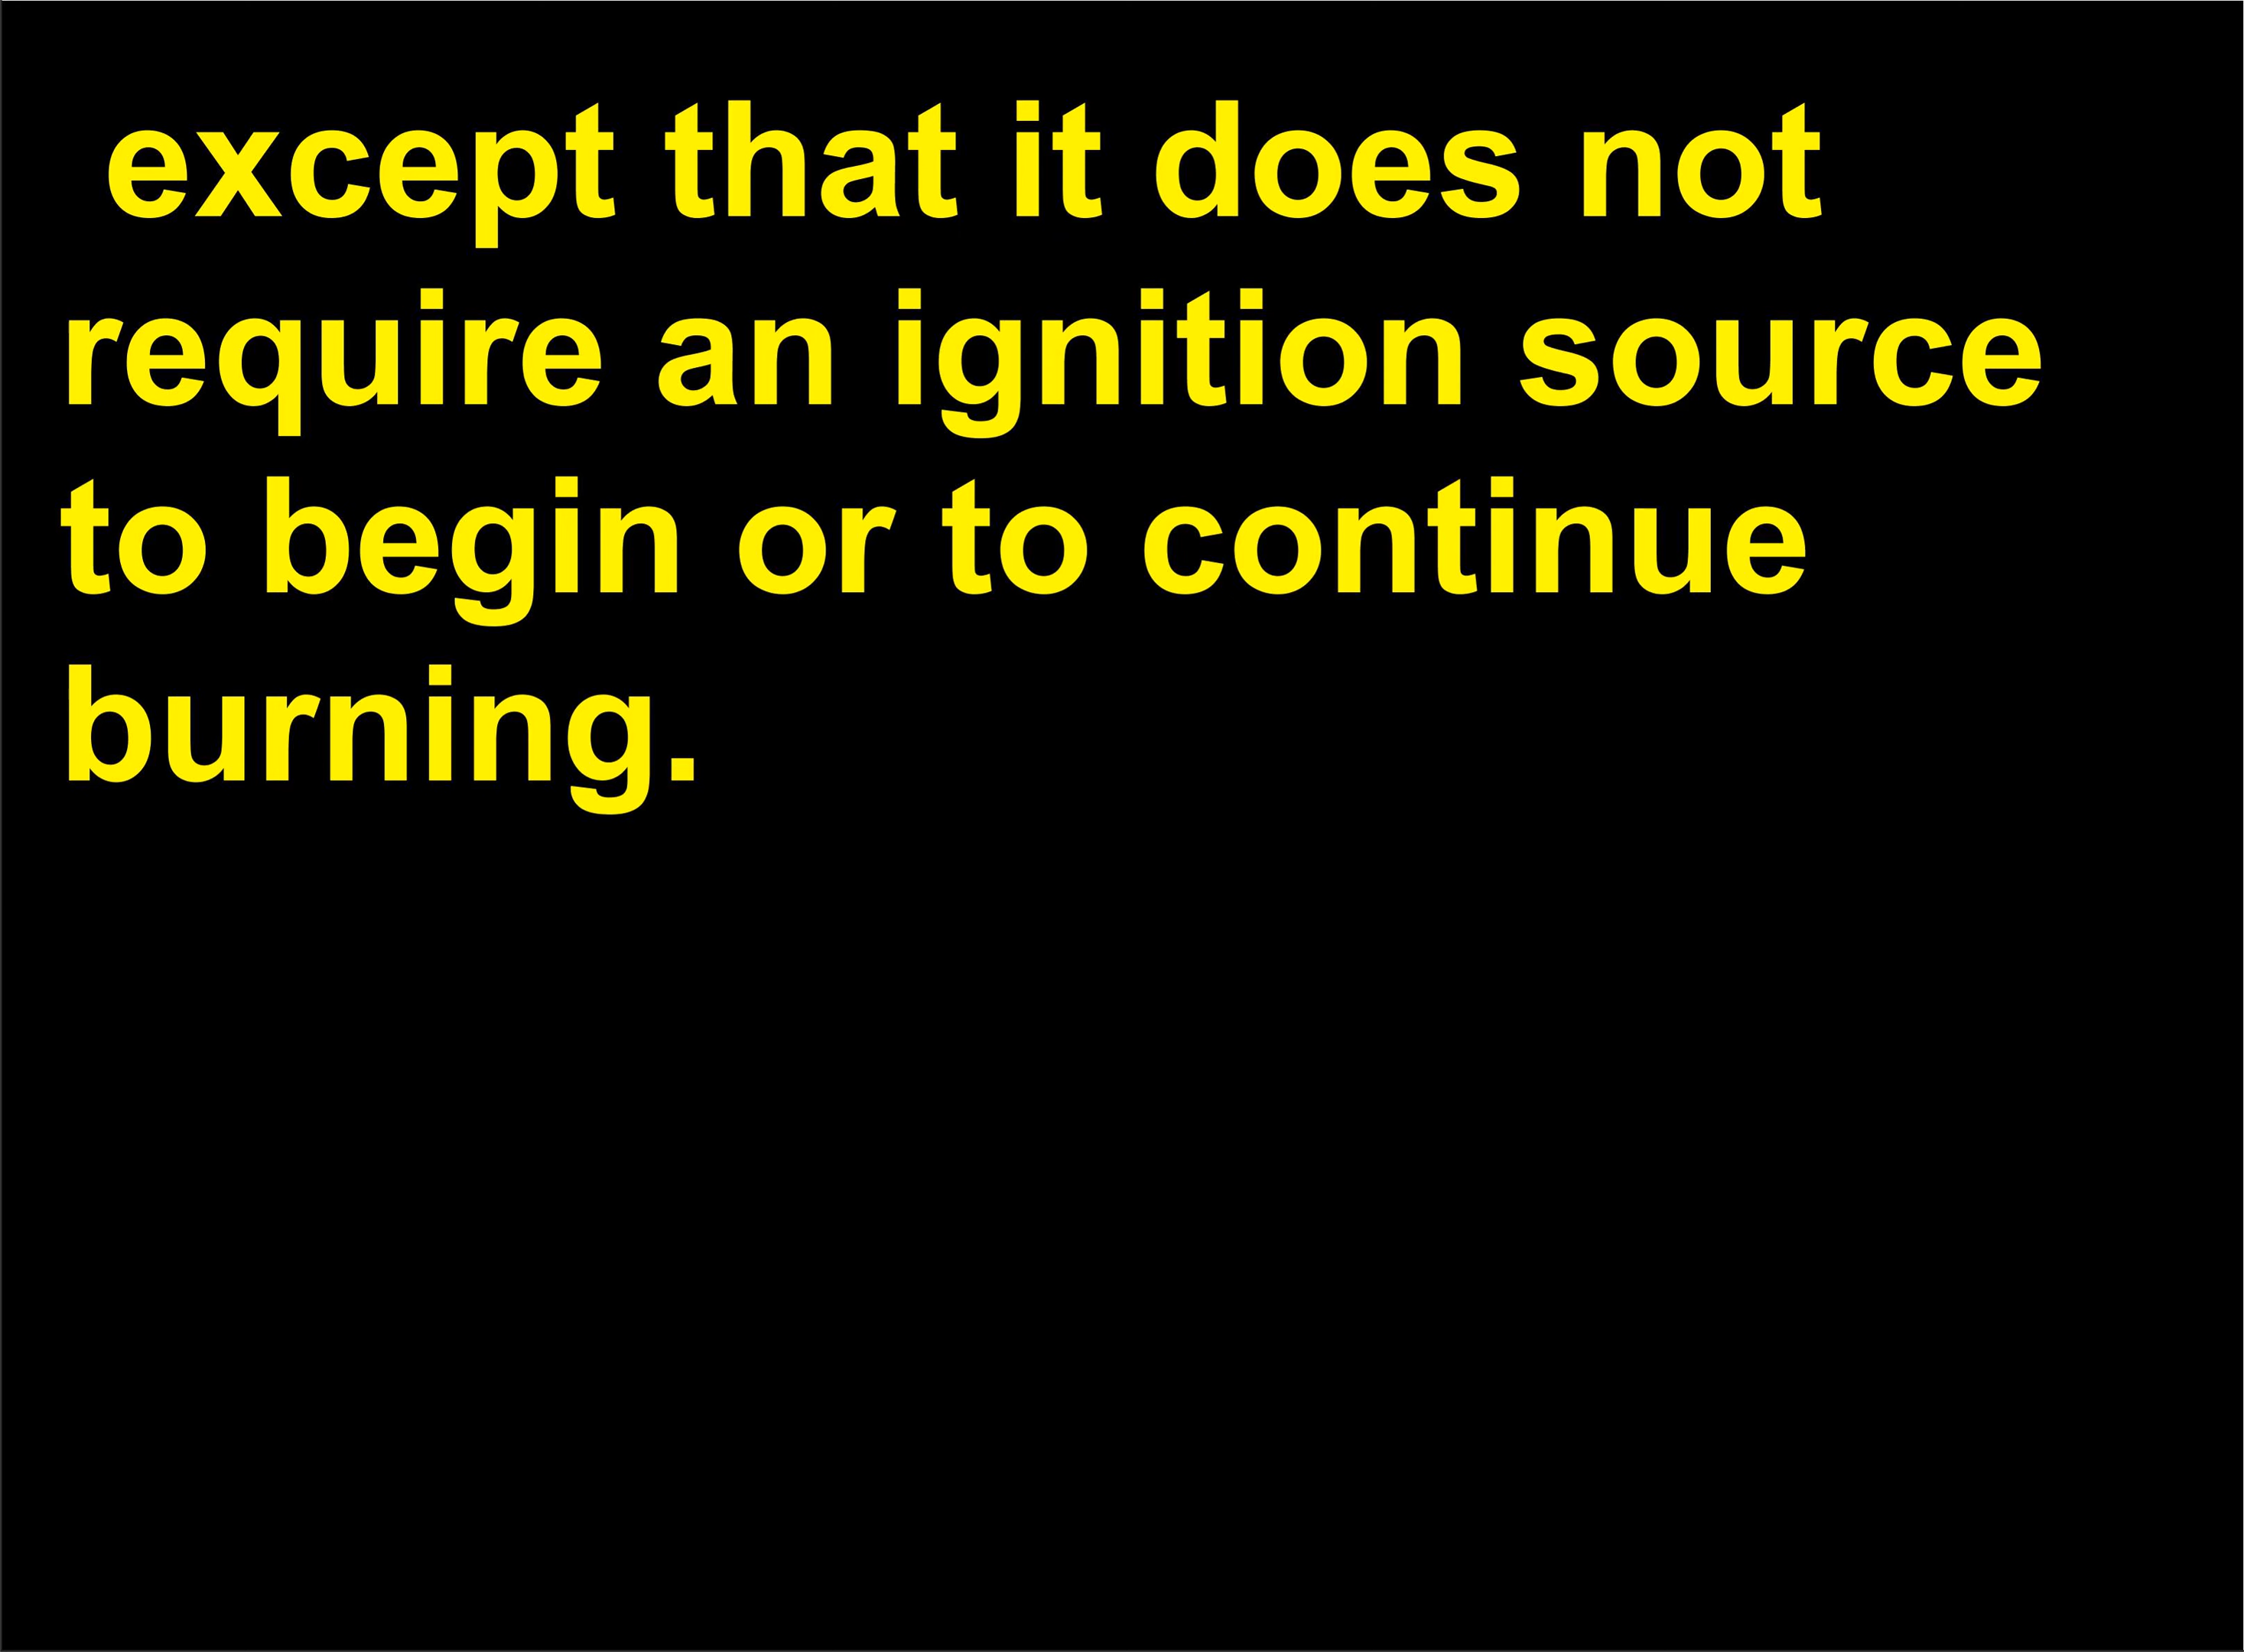 except that it does not
require an ignition source
to begin or to continue
burning.